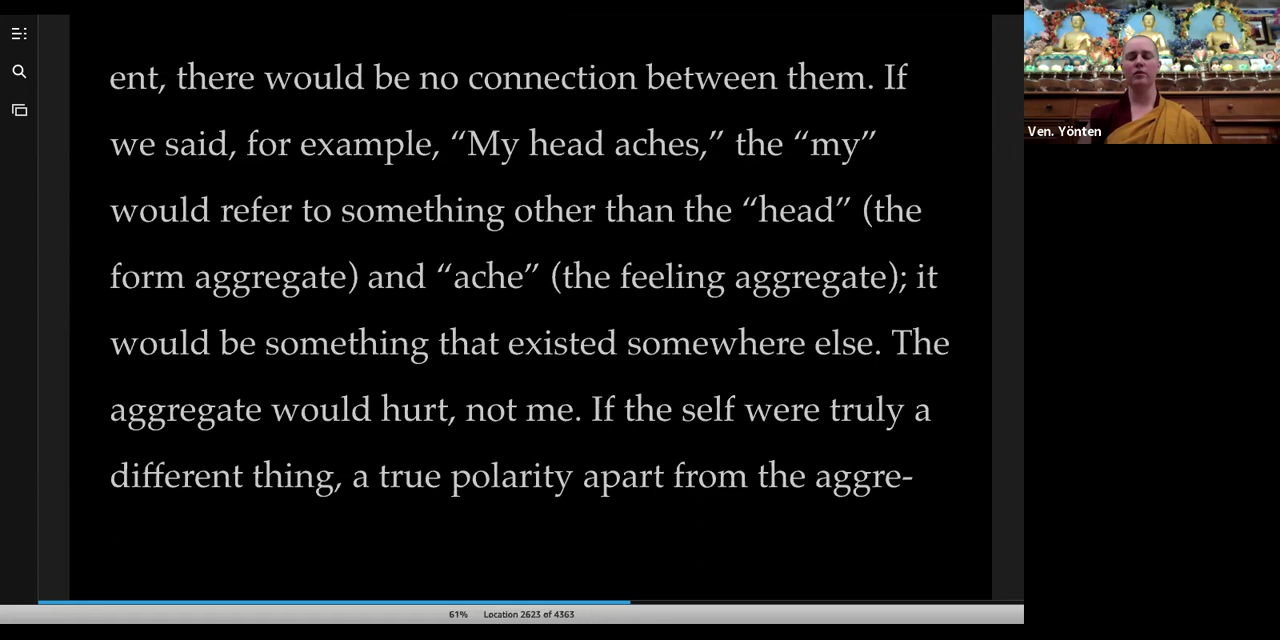 ent, there would be no connection between them. If
we said, for example, “My head aches,” the “my”
would refer to something other than the “head” (the
form aggregate) and “ache” (the feeling aggregate); it
would be something that existed somewhere else. The
aggregate would hurt, not me. If the self were truly a
different thing, a true polarity apart from the aggre-
61% Location 2623 of 4363
Ven. Yönten